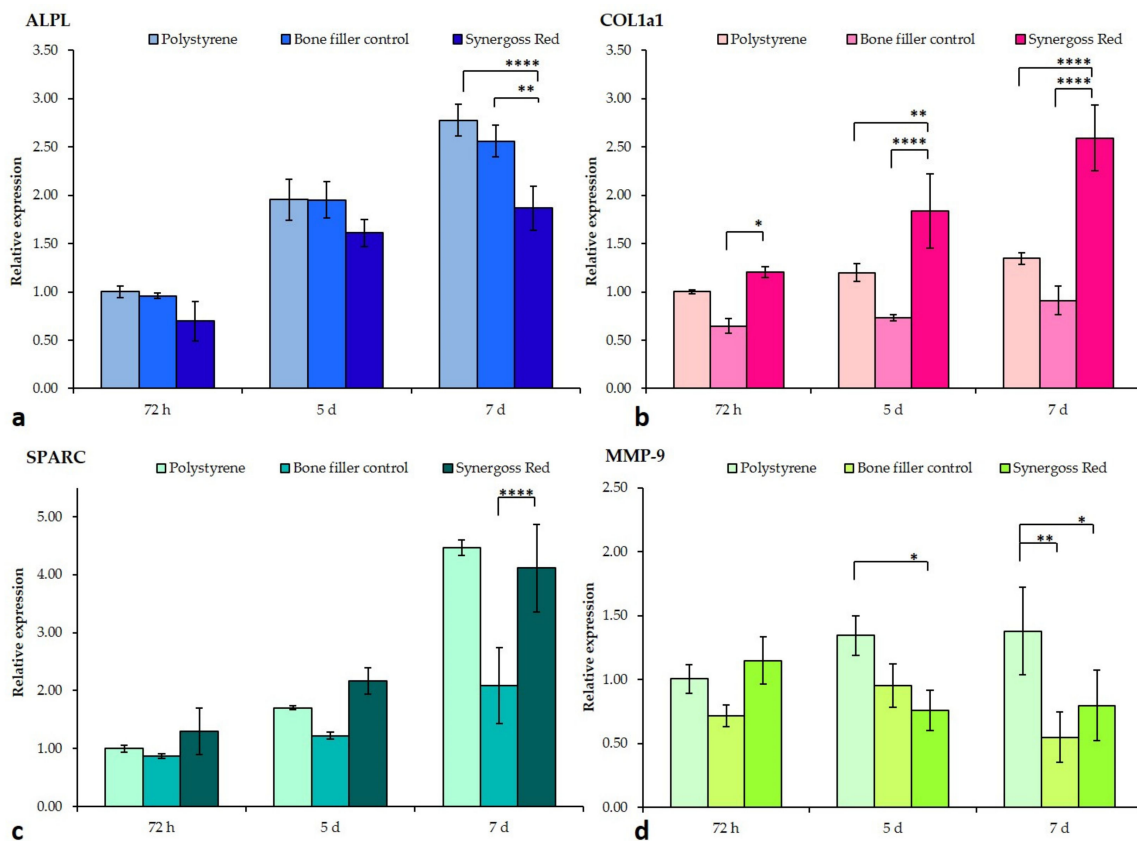 ALPL
Polystyrene Bone filler control Synergoss Red
3.50
3.00
2.50
2.00
1.50
1.00
0.50
0.00
Relative expression
****
**
72 h 5 d 7 d
a
COL1a1
Polystyrene Bone filler control Synergoss Red
3.50
3.00
2.50
2.00
1.50
1.00
0.50
0.00
Relative expression
*
**
****
****
****
72 h 5 d 7 d
b
SPARC
Polystyrene Bone filler control Synergoss Red
5.00
4.00
3.00
2.00
1.00
0.00
Relative expression
****
72 h 5 d 7 d
c
MMP-9
Polystyrene Bone filler control Synergoss Red
2.50
2.00
1.50
1.00
0.50
0.00
Relative expression
*
*
**
72 h 5 d 7 d
d